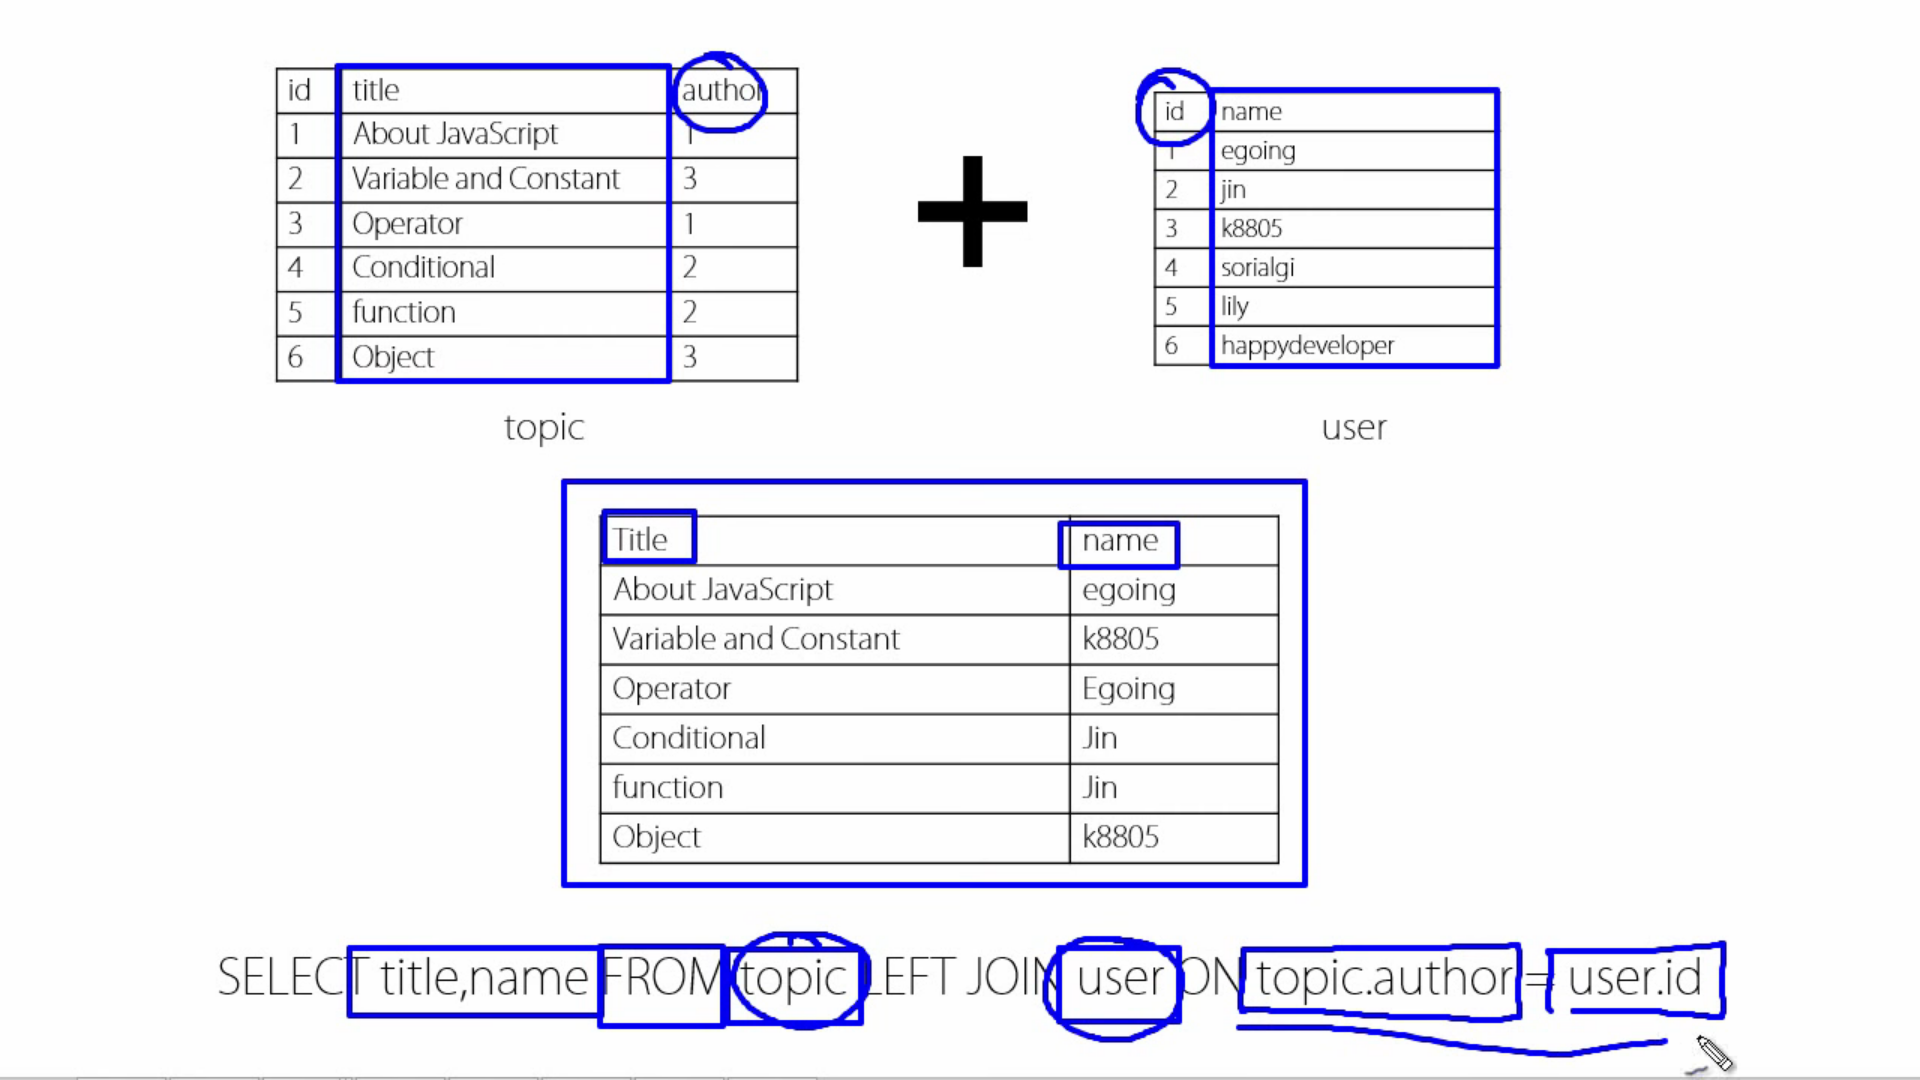 id title author
1 About JavaScript 1
2 Variable and Constant 3
3 Operator 1
4 Conditional 2
5 function 2
6 Object 3
topic
id name
1 egoing
2 jin
3 k8805
4 sorialgi
5 lily
6 happydeveloper
user
Title name
About JavaScript egoing
Variable and Constant k8805
Operator Egoing
Conditional Jin
function Jin
Object k8805
SELECT title,name FROM topic LEFT JOIN user ON topic.author = user.id